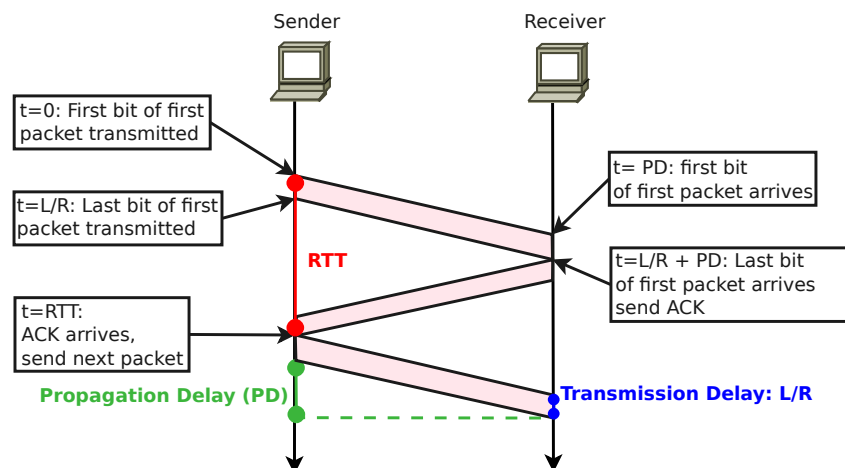 Sender
Receiver
t=0: First bit of first
packet transmitted
t= PD: first bit
of first packet arrives
t=L/R: Last bit of first
packet transmitted
RTT
t=L/R + PD: Last bit
of first packet arrives
send ACK
t=RTT:
ACK arrives,
send next packet
Propagation Delay (PD)
Transmission Delay: L/R